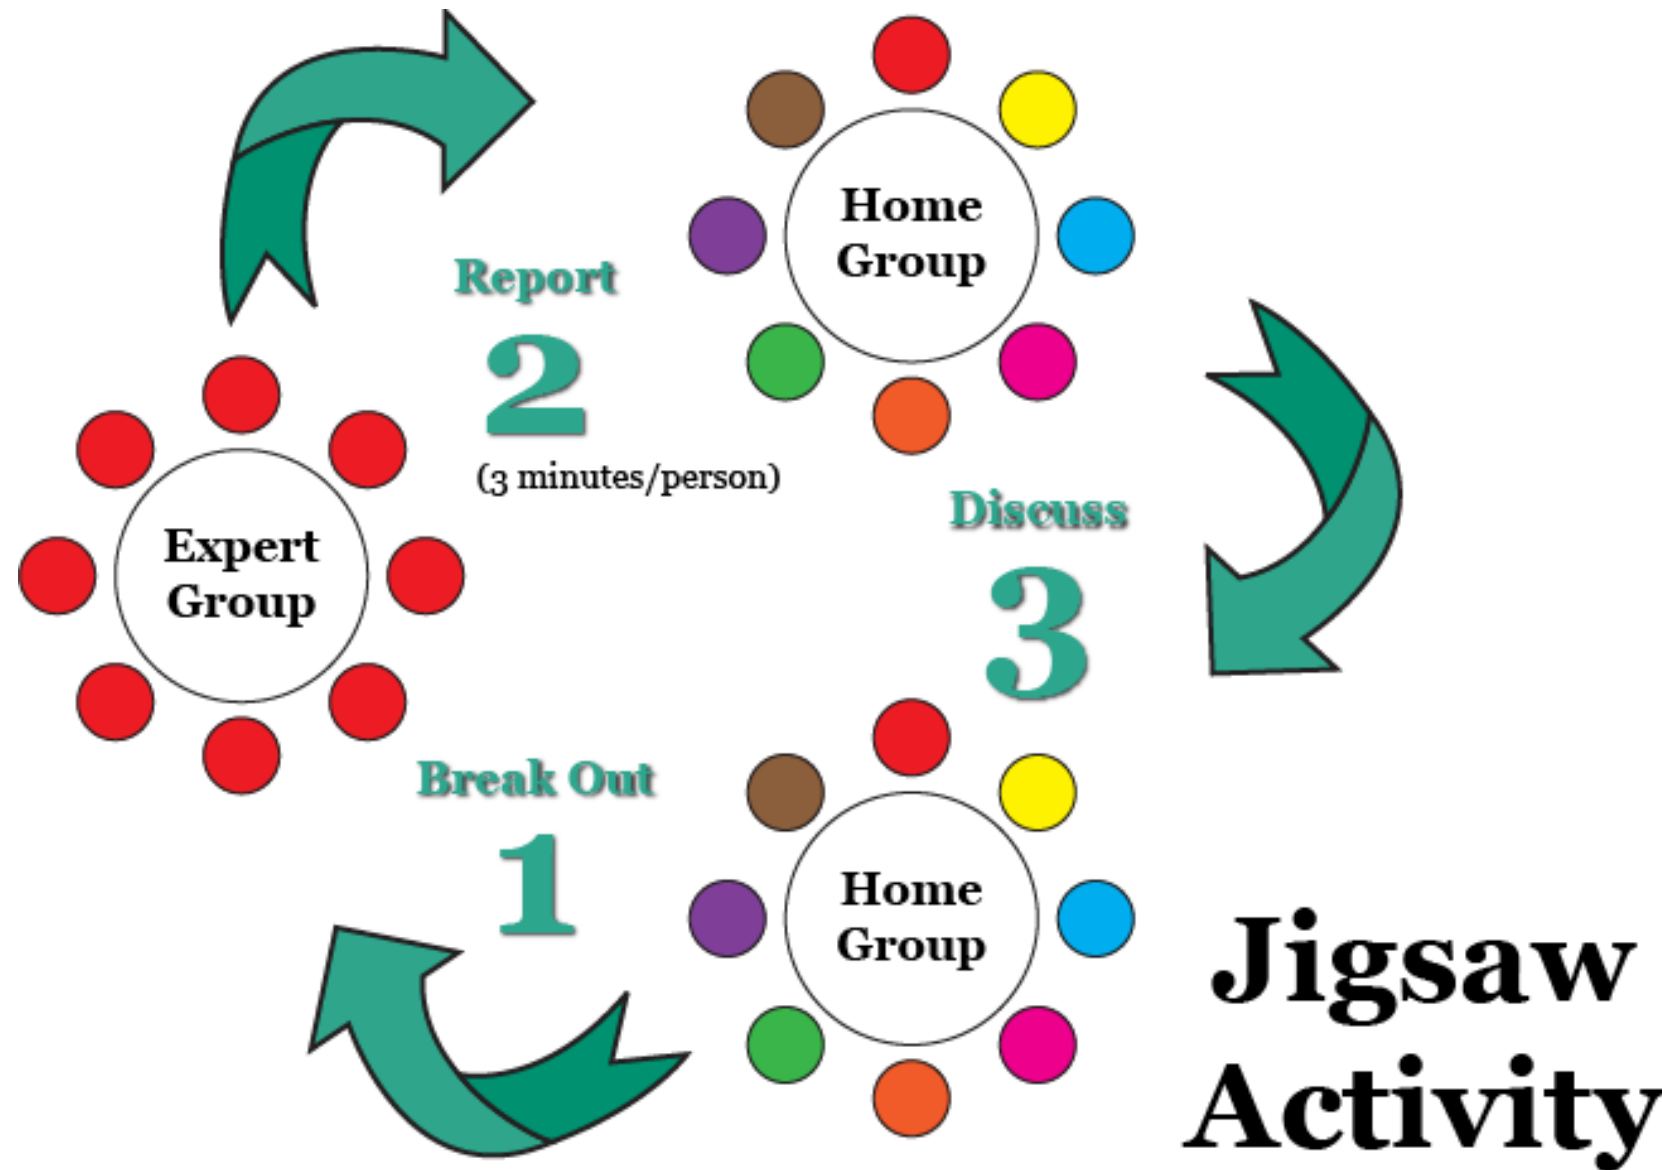 Home
Group
Report
2
(3 minutes/person)
Expert
Group
Discuss
3
Break Out
1
Home
Group
Jigsaw
Activity